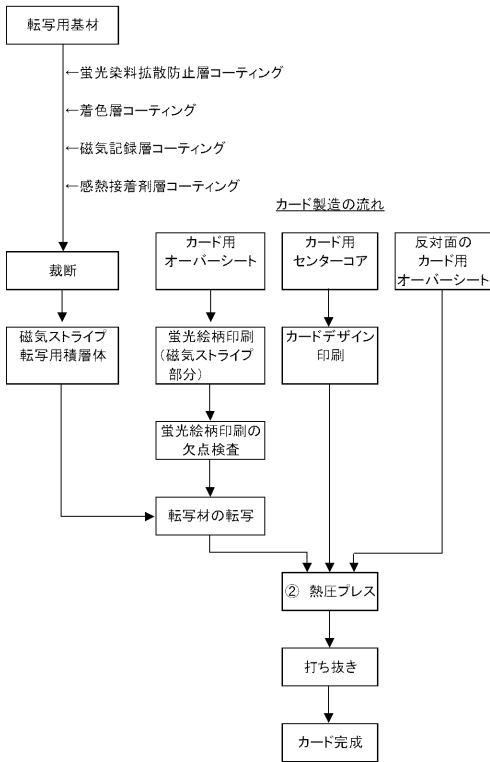 転写用基材
←蛍光染料拡散防止層コーティング
←着色層コーティング
←磁気記録層コーティング
←感熱接着剤層コーティング
カード製造の流れ
裁断
カード用
オーバーシート
カード用
センターコア
反対面の
カード用
オーバーシート
磁気ストライプ
転写用積層体
蛍光絵柄印刷
(磁気ストライプ
部分)
カードデザイン
印刷
蛍光絵柄印刷の
欠点検査
転写材の転写
② 熱圧プレス
打ち抜き
カード完成